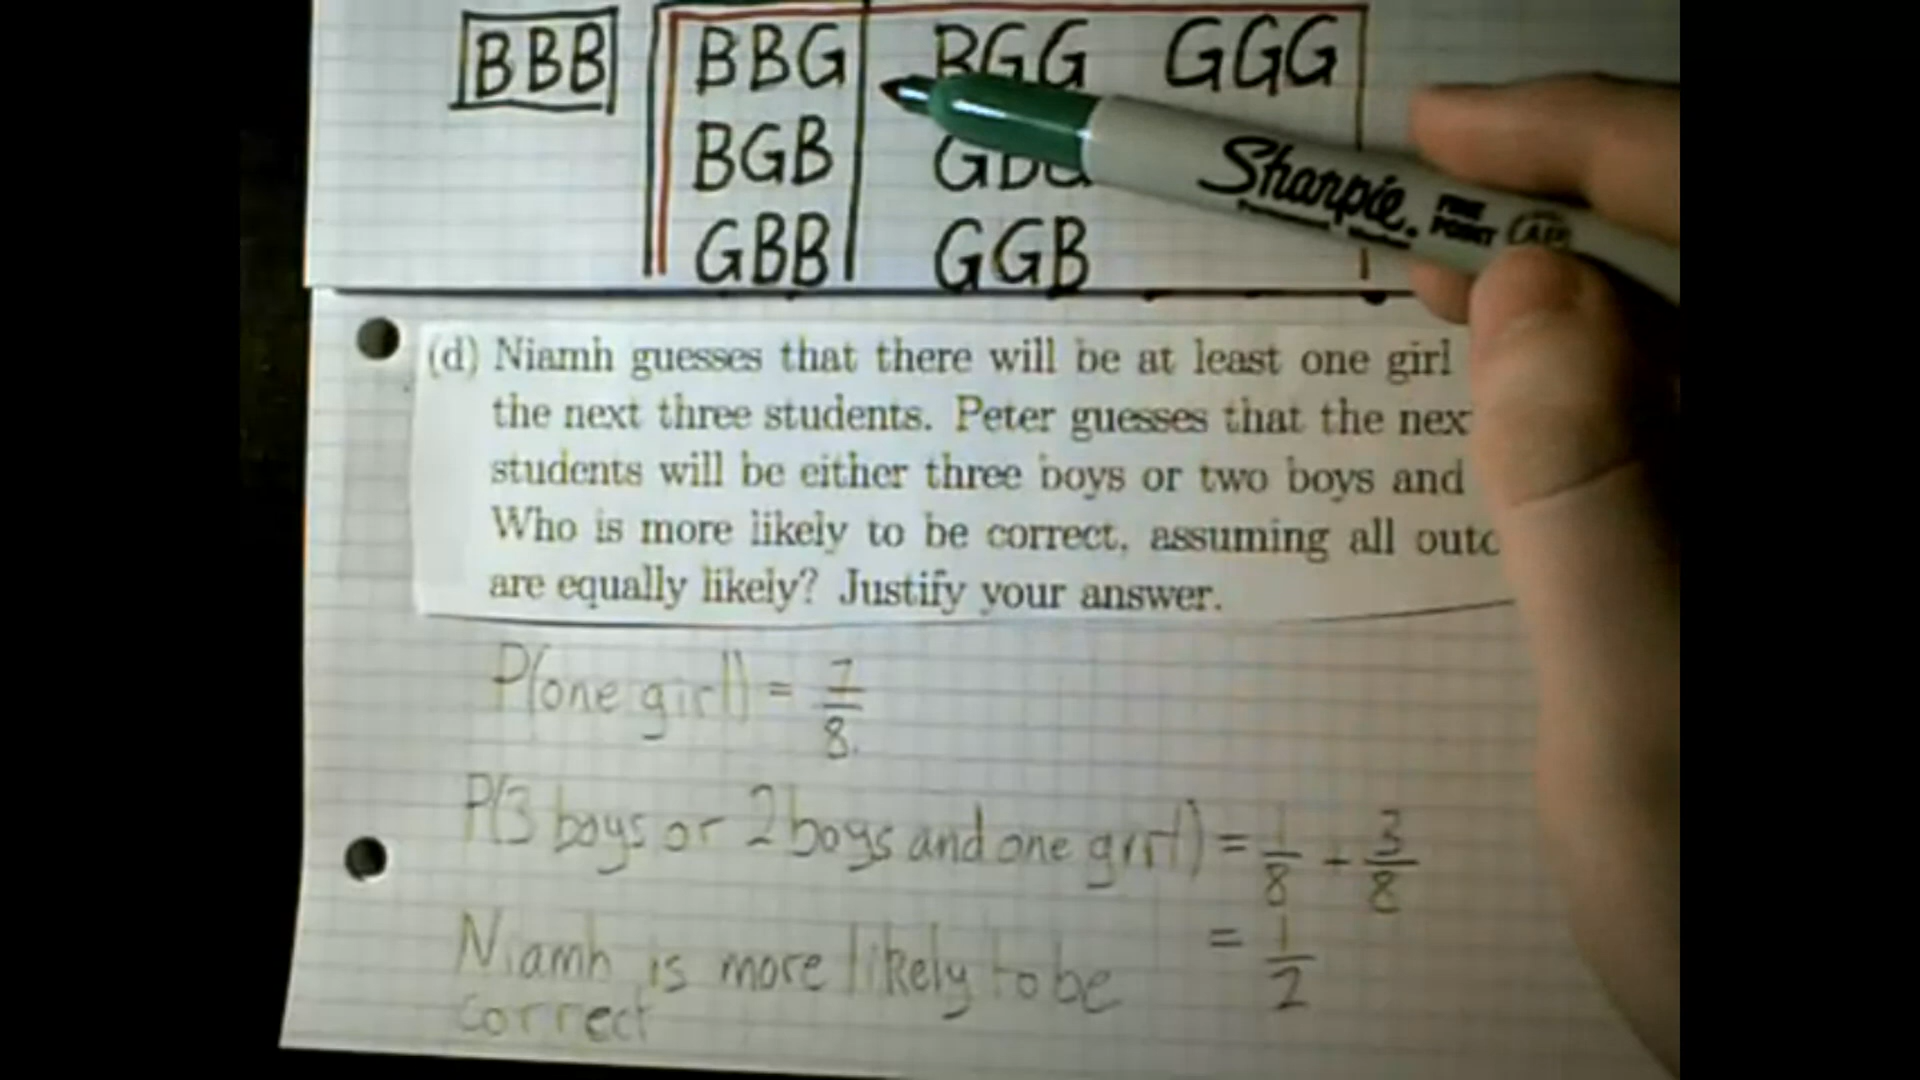 BBB BBG BGG GGG
BGB
GBB GGB
Sharpie. FINE POINT
(d) Niamh guesses that there will be at least one girl
the next three students. Peter guesses that the nex
students will be either three boys or two boys and
Who is more likely to be correct, assuming all outc
are equally likely? Justify your answer.
P(one girl) = 7/8.
P(3 boys or 2 boys and one girl) = 1/8 + 3/8
= 1/2
Niamh is more likely to be
correct